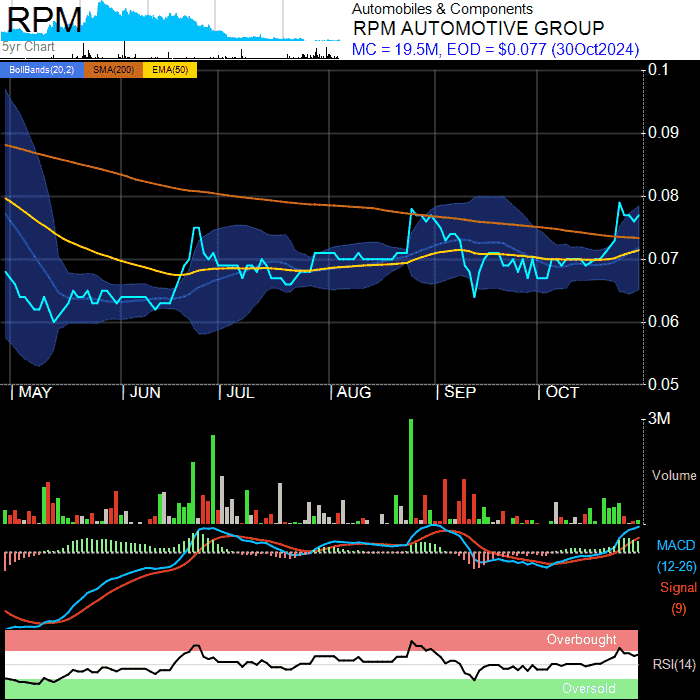 RPM
5yr Chart
Automobiles & Components
RPM AUTOMOTIVE GROUP
MC = 19.5M, EOD = $0.077 (30Oct2024)
BollBands(20,2) SMA(200) EMA(50)
0.1
0.09
0.08
0.07
0.06
0.05
MAY JUN JUL AUG SEP OCT
3M
Volume
MACD
(12-26)
Signal
(9)
Overbought
RSI(14)
Oversold